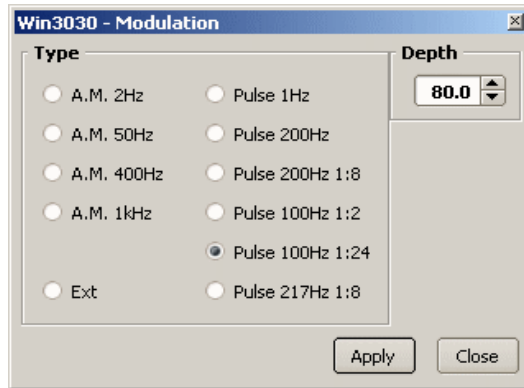 Win3030 - Modulation
Type
Depth
A.M. 2Hz
Pulse 1Hz
80.0
A.M. 50Hz
Pulse 200Hz
A.M. 400Hz
Pulse 200Hz 1:8
A.M. 1kHz
Pulse 100Hz 1:2
Pulse 100Hz 1:24
Ext
Pulse 217Hz 1:8
Apply
Close